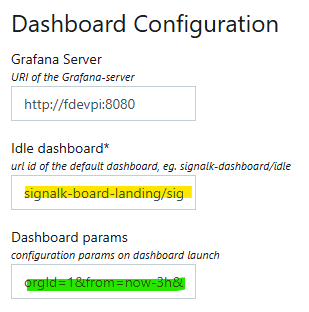 Dashboard Configuration
Grafana Server
URI of the Grafana-server
http://fdevpi:8080
Idle dashboard*
url id of the default dashboard, eg. signalk-dashboard/idle
signalk-board-landing/sig
Dashboard params
configuration params on dashboard launch
orgId=1&from=now-3h&